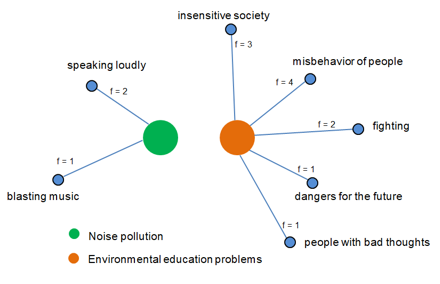 insensitive society
f = 3
misbehavior of people
speaking loudly
f = 4
f = 2
f = 2
fighting
f = 1
f = 1
blasting music
dangers for the future
f = 1
people with bad thoughts
Noise pollution
Environmental education problems